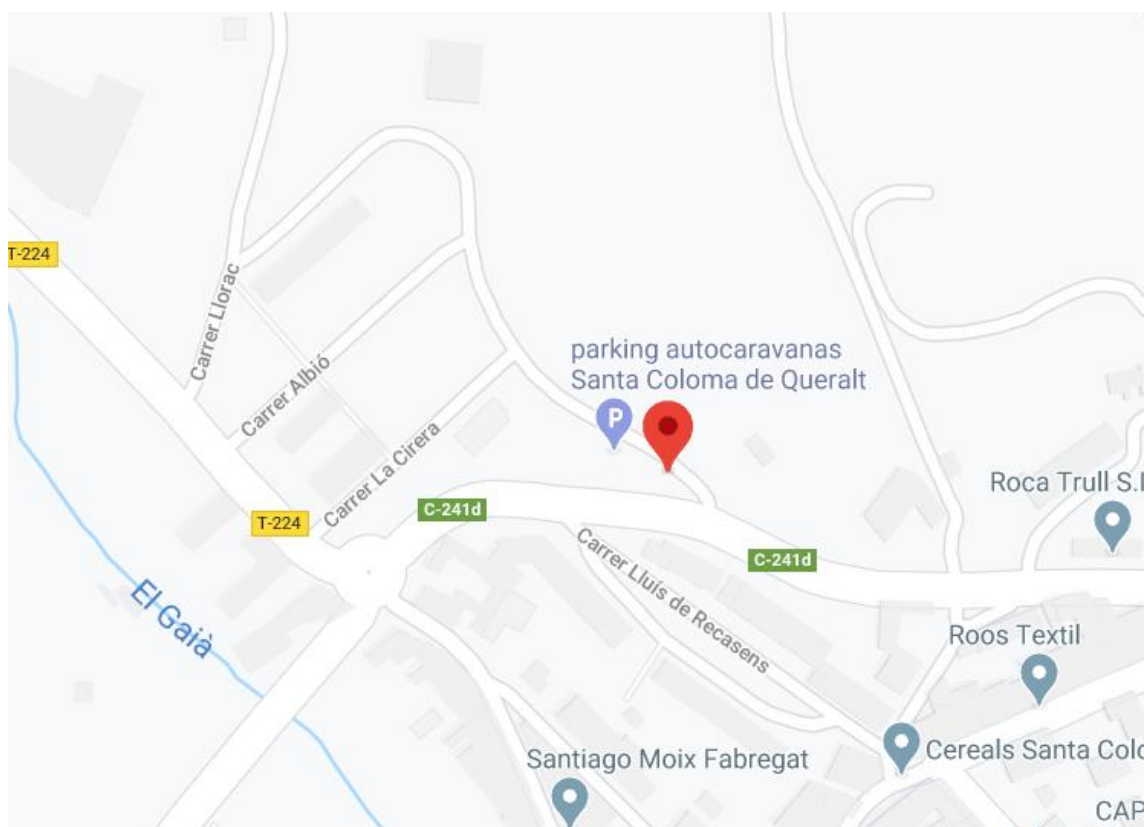 T-224
Carrer Llorac
Carrer Albió
parking autocaravanas
Santa Coloma de Queralt
P
Carrer La Cirera
Roca Trull S.
C-241d
T-224
Carrer Lluís de Recasens
C-241d
El Gaià
Roos Textil
Santiago Moix Fabregat
Cereals Santa Colo
CAP